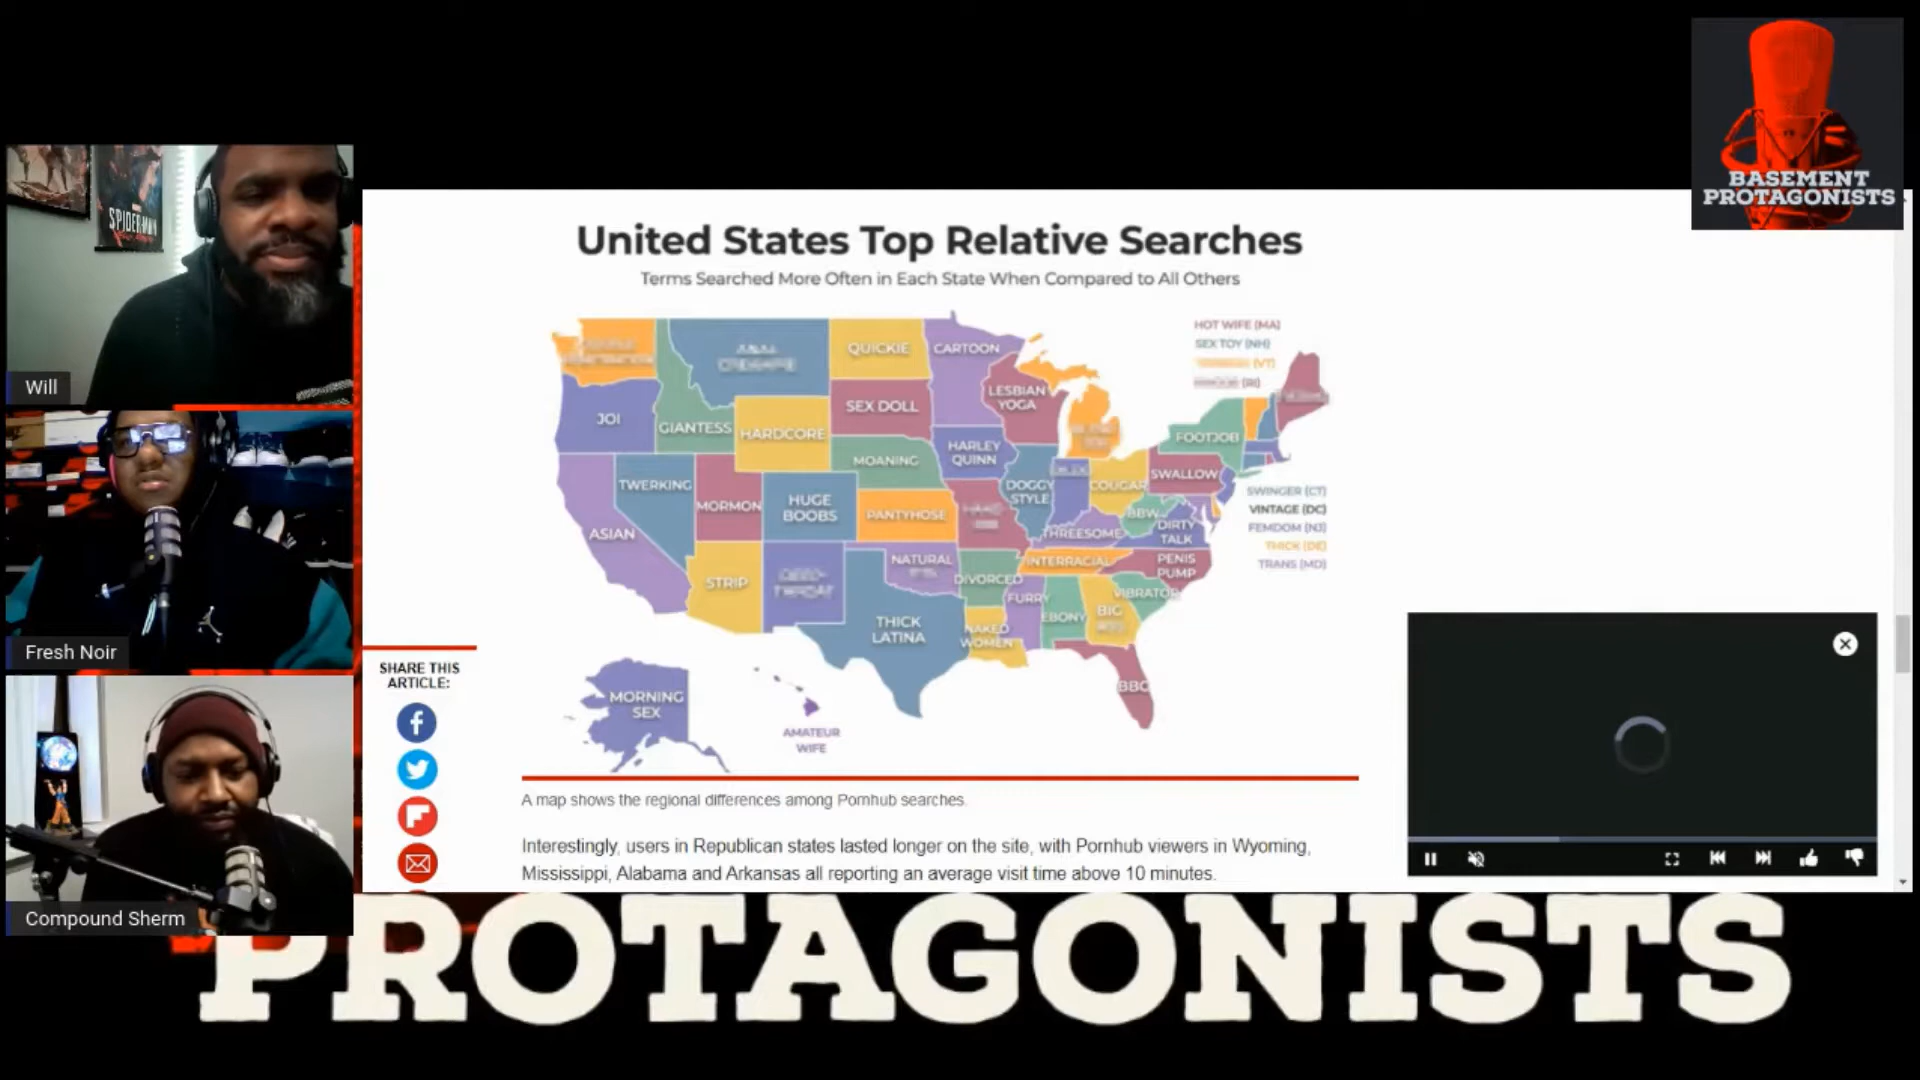 BASEMENT
PROTAGONISTS
SPIDER-MAN
Will
Fresh Noir
Compound Sherm
United States Top Relative Searches
Terms Searched More Often in Each State When Compared to All Others
HOT WIFE (MA)
SEX TOY (NH)
(VT)
(RI)
QUICKIE
CARTOON
JOI
GIANTESS
HARDCORE
SEX DOLL
LESBIAN
YOGA
MOANING
HARLEY
QUINN
FOOTJOB
TWERKING
MORMON
HUGE
BOOBS
PANTYHOSE
DOGGY
STYLE
COUGAR
SWALLOW
SWINGER (CT)
VINTAGE (DC)
FEMDOM (NJ)
THICK (DE)
TRANS (MD)
ASIAN
THREESOME
BBW
DIRTY
TALK
STRIP
NATURAL
DIVORCED
INTERRACIAL
PENIS
PUMP
FURRY
EBONY
BIG
VIBRATOR
THICK
LATINA
NAKED
WOMEN
BBC
MORNING
SEX
AMATEUR
WIFE
SHARE THIS
ARTICLE:
A map shows the regional differences among Pornhub searches.
Interestingly, users in Republican states lasted longer on the site, with Pornhub viewers in Wyoming,
Mississippi, Alabama and Arkansas all reporting an average visit time above 10 minutes.
PROTAGONISTS